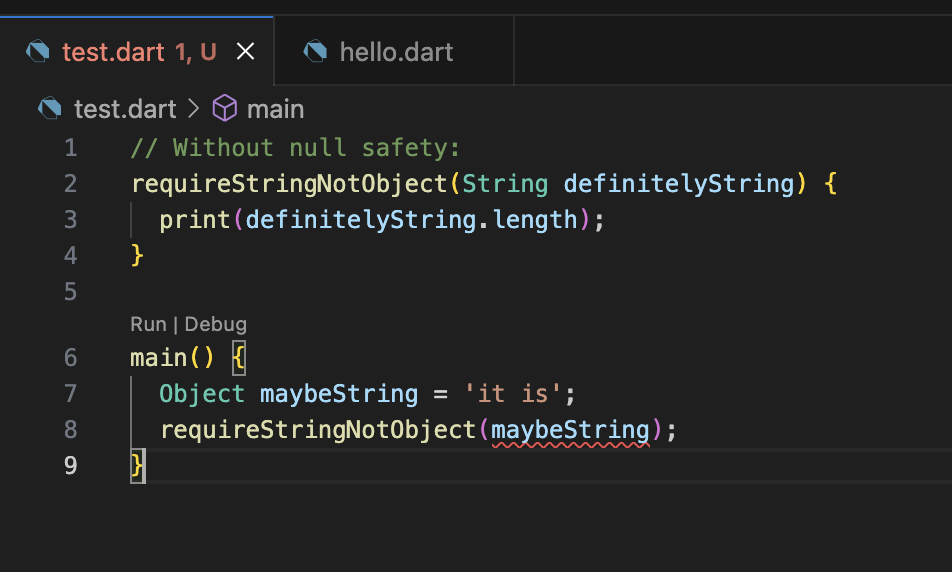 test.dart 1, U
hello.dart
test.dart > main
1 // Without null safety:
2 requireStringNotObject(String definitelyString) {
3   print(definitelyString.length);
4 }
5
Run | Debug
6 main() {
7   Object maybeString = 'it is';
8   requireStringNotObject(maybeString);
9 }